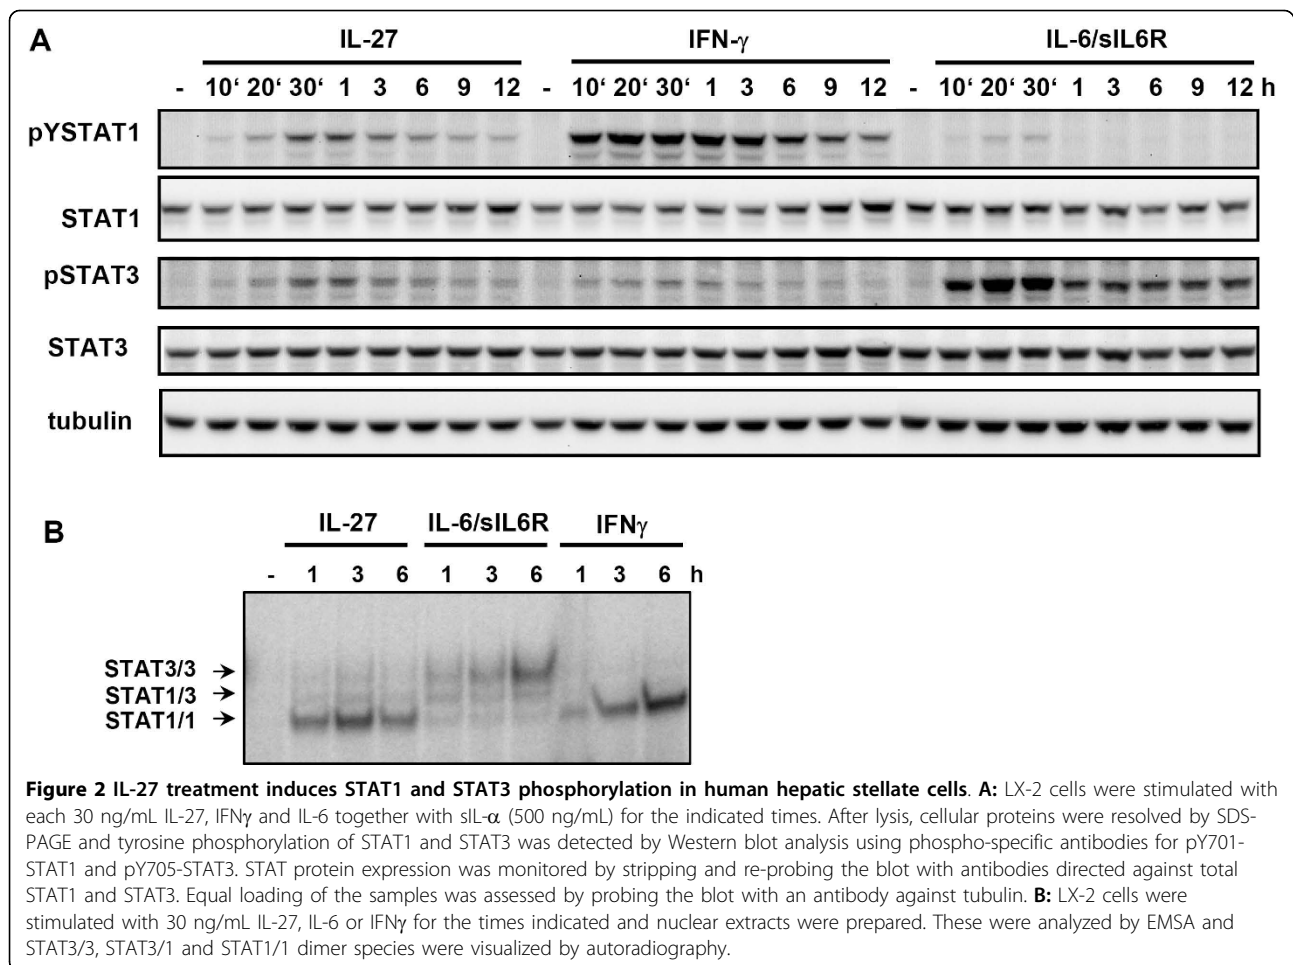 A
IL-27 IFN-γ IL-6/sIL6R
- 10‘ 20‘ 30‘ 1 3 6 9 12 - 10‘ 20‘ 30‘ 1 3 6 9 12 - 10‘ 20‘ 30‘ 1 3 6 9 12 h
pYSTAT1
STAT1
pSTAT3
STAT3
tubulin
B
IL-27 IL-6/sIL6R IFNγ
- 1 3 6 1 3 6 1 3 6 h
STAT3/3 →
STAT1/3 →
STAT1/1 →
Figure 2 IL-27 treatment induces STAT1 and STAT3 phosphorylation in human hepatic stellate cells. A: LX-2 cells were stimulated with
each 30 ng/mL IL-27, IFNγ and IL-6 together with sIL-α (500 ng/mL) for the indicated times. After lysis, cellular proteins were resolved by SDS-
PAGE and tyrosine phosphorylation of STAT1 and STAT3 was detected by Western blot analysis using phospho-specific antibodies for pY701-
STAT1 and pY705-STAT3. STAT protein expression was monitored by stripping and re-probing the blot with antibodies directed against total
STAT1 and STAT3. Equal loading of the samples was assessed by probing the blot with an antibody against tubulin. B: LX-2 cells were
stimulated with 30 ng/mL IL-27, IL-6 or IFNγ for the times indicated and nuclear extracts were prepared. These were analyzed by EMSA and
STAT3/3, STAT3/1 and STAT1/1 dimer species were visualized by autoradiography.